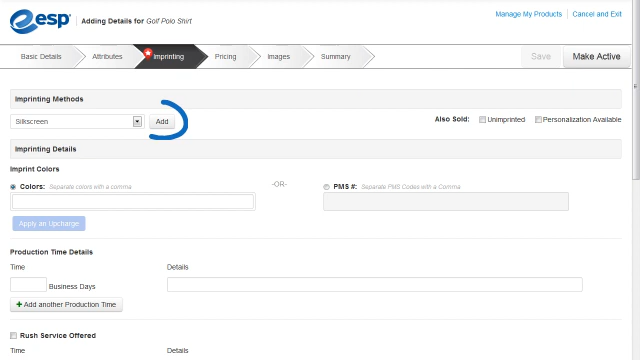 esp Adding Details for Golf Polo Shirt Manage My Products Cancel and Exit
Basic Details Attributes Imprinting Pricing Images Summary Save Make Active
Imprinting Methods
Silkscreen Add Also Sold: Unimprinted Personalization Available
Imprinting Details
Imprint Colors
Colors: Separate colors with a comma -OR- PMS #: Separate PMS Codes with a Comma
Apply an Upcharge
Production Time Details
Time Details
Business Days
Add another Production Time
Rush Service Offered
Time Details